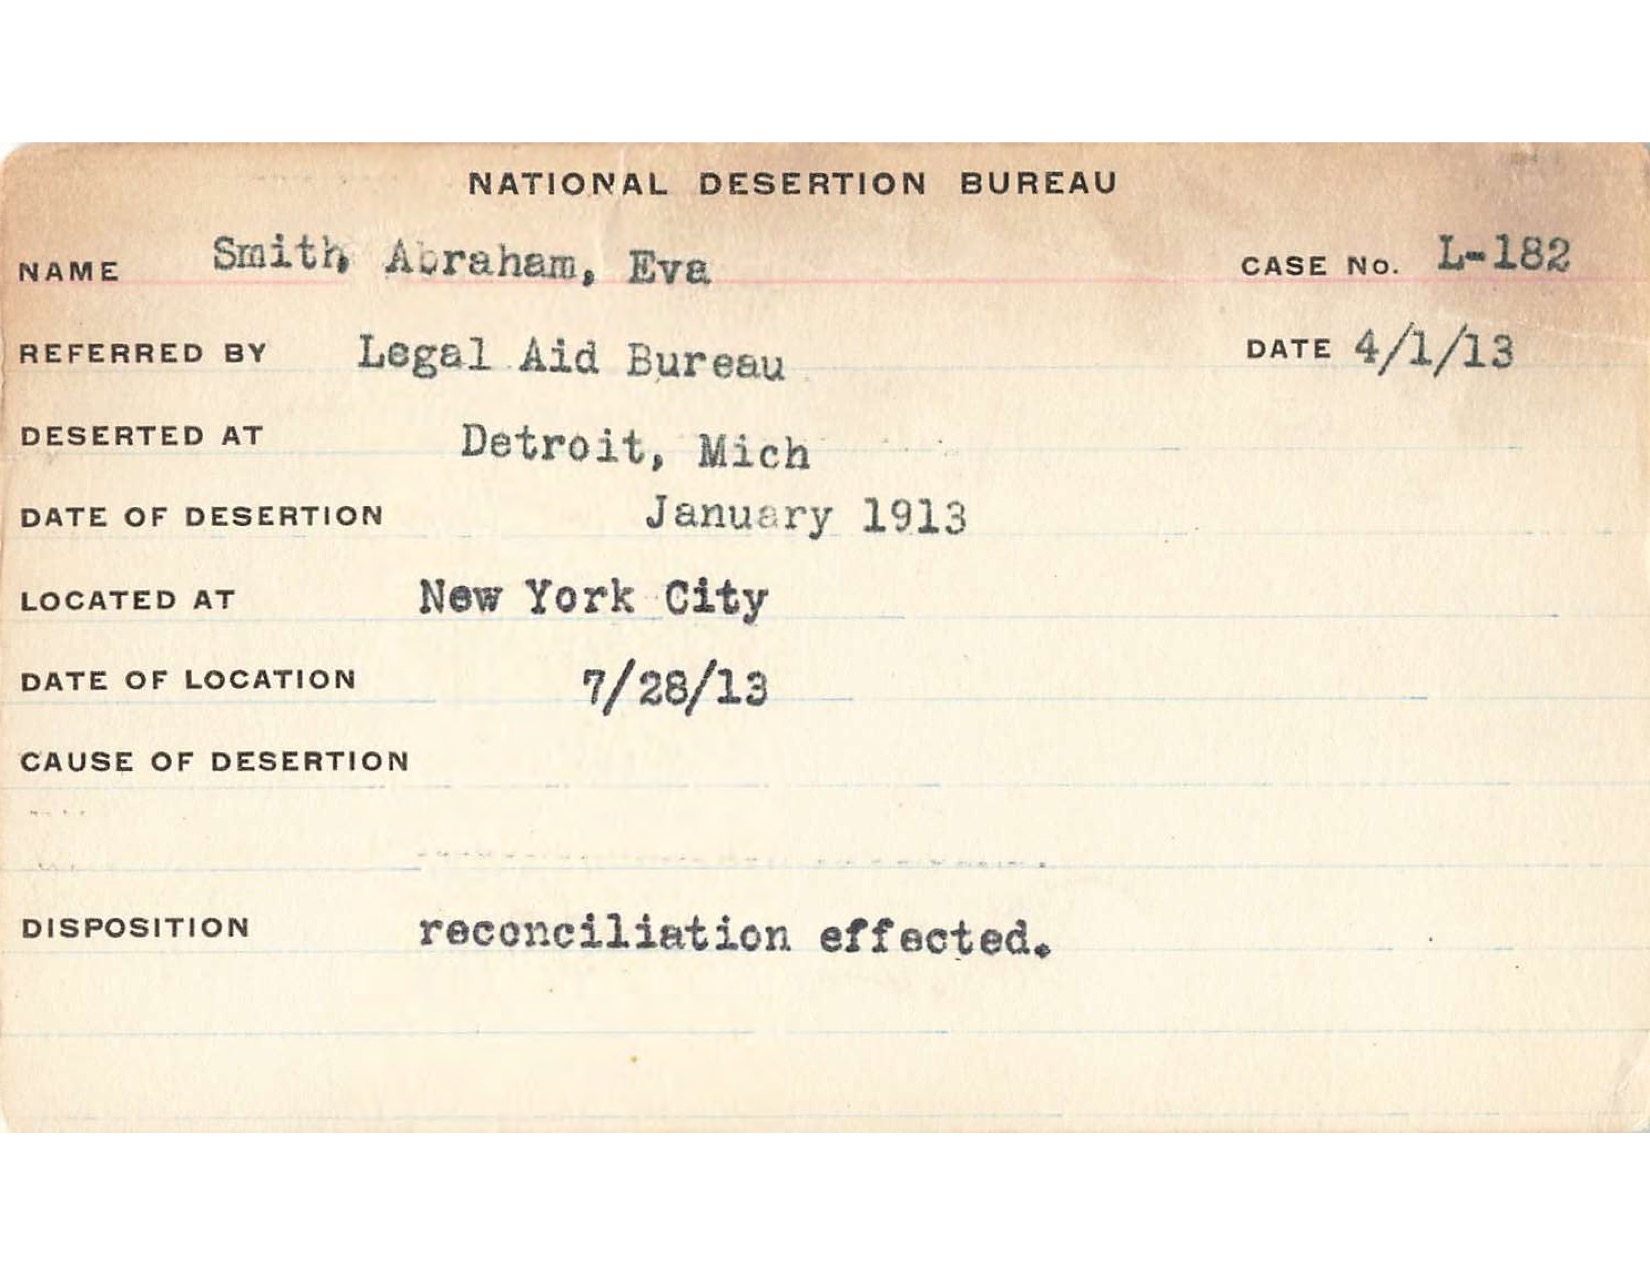 NATIONAL DESERTION BUREAU
NAME Smith, Abraham, Eva CASE No. L-182
REFERRED BY Legal Aid Bureau DATE 4/1/13
DESERTED AT Detroit, Mich
DATE OF DESERTION January 1913
LOCATED AT New York City
DATE OF LOCATION 7/28/13
CAUSE OF DESERTION
DISPOSITION reconciliation effected.